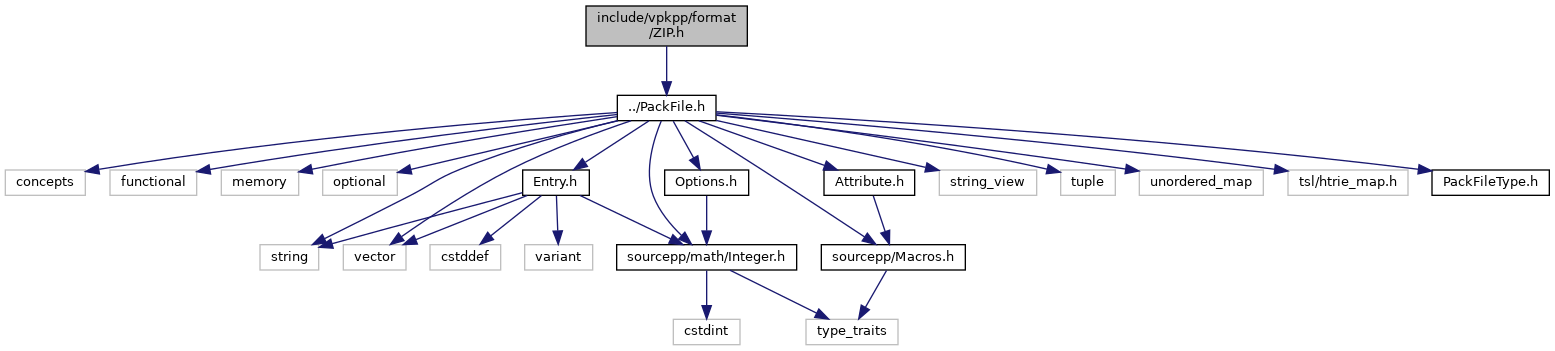 include/vpkpp/format
/ZIP.h
../PackFile.h
concepts
functional
memory
optional
Entry.h
Options.h
Attribute.h
string_view
tuple
unordered_map
tsl/htrie_map.h
PackFileType.h
string
vector
cstddef
variant
sourcepp/math/Integer.h
sourcepp/Macros.h
cstdint
type_traits